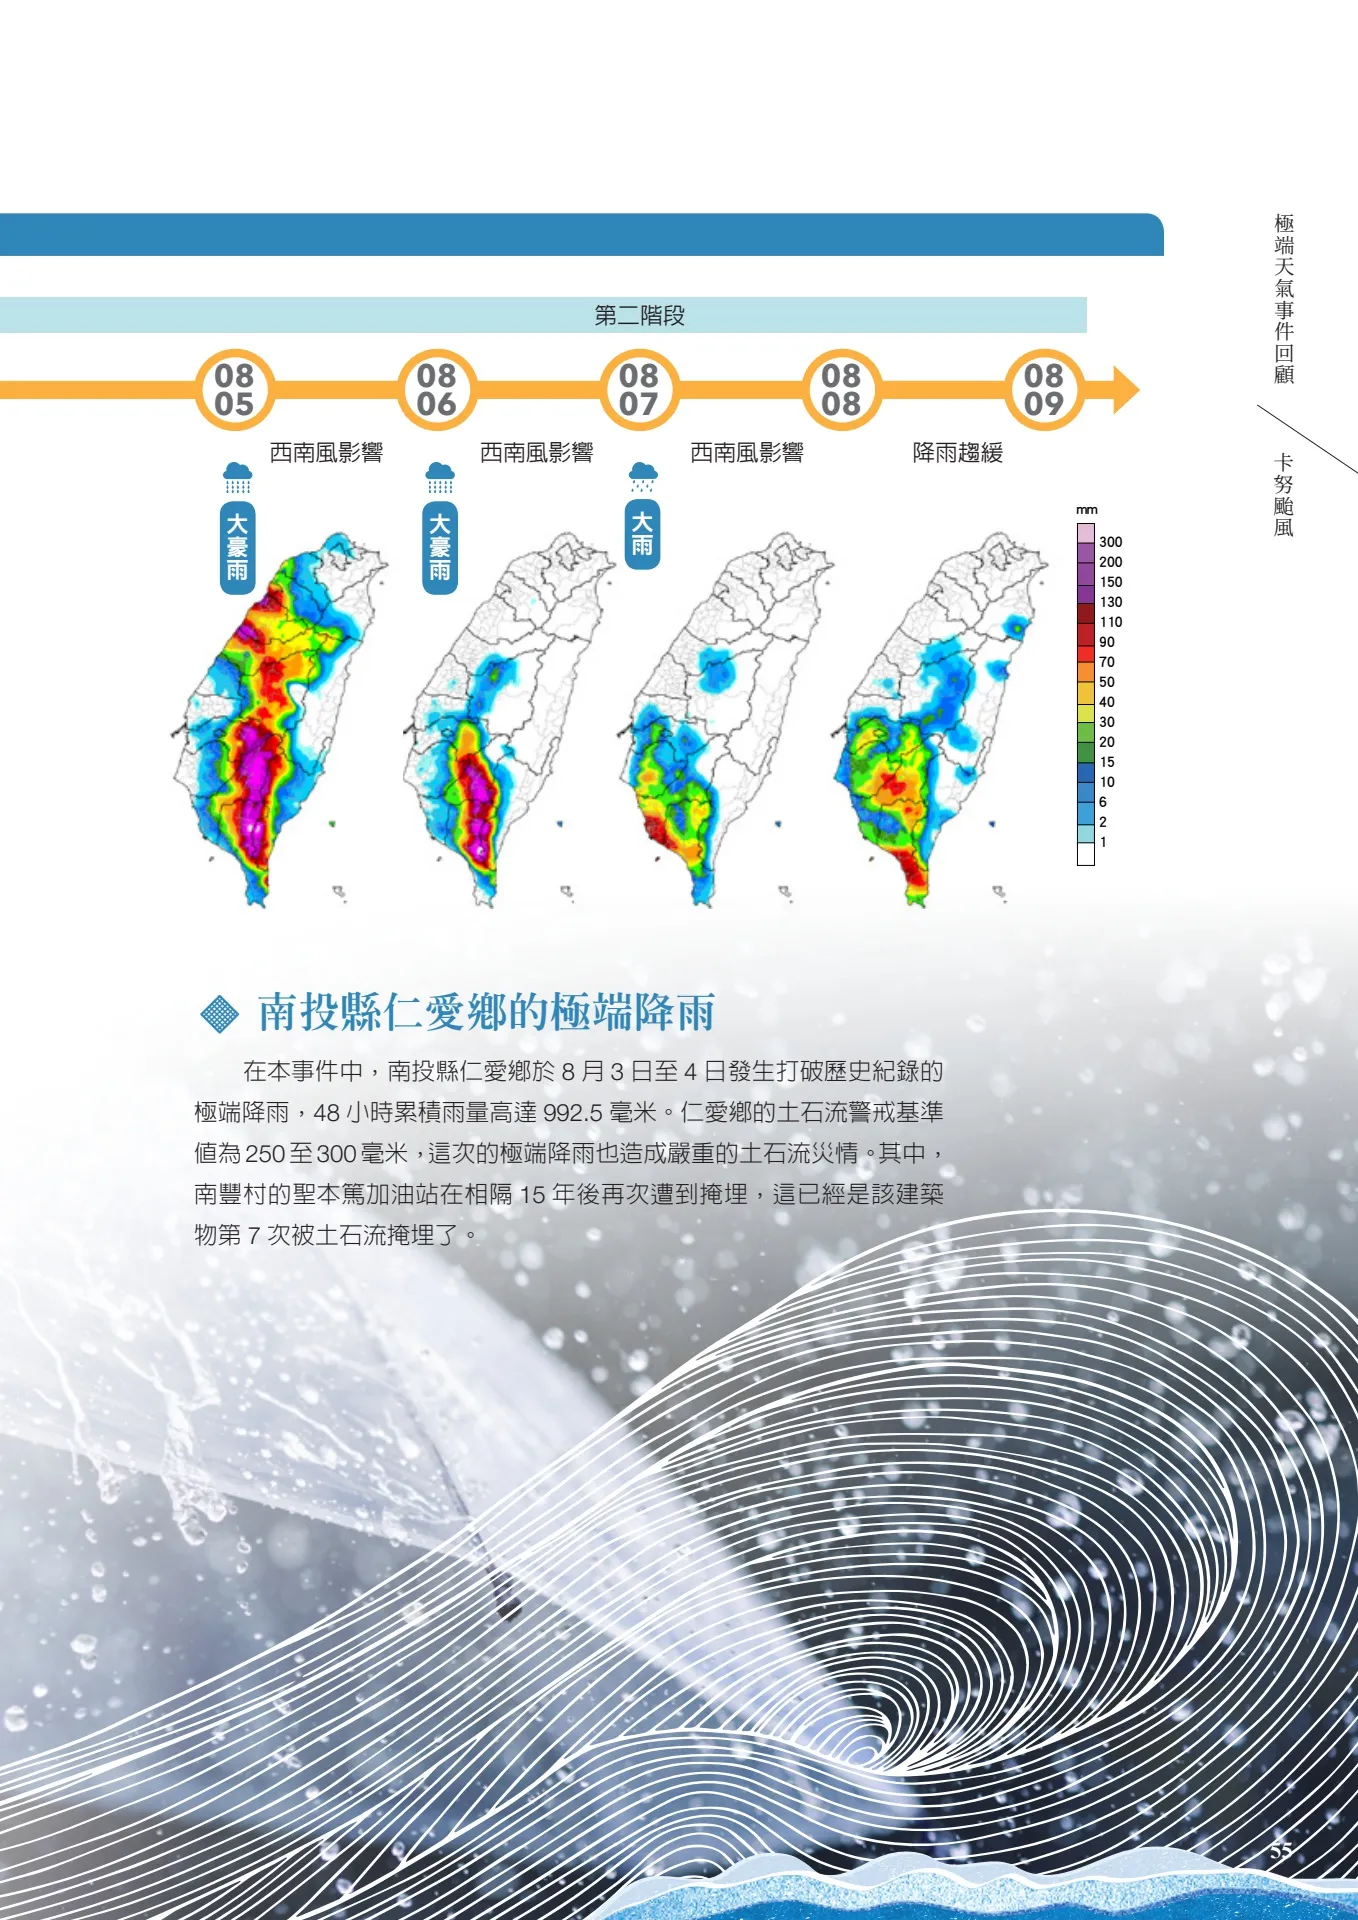 極端天氣事件回顧
卡努颱風
第二階段
08 05
08 06
08 07
08 08
08 09
西南風影響
西南風影響
西南風影響
降雨趨緩
大豪雨
大豪雨
大雨
mm
300
200
150
130
110
90
70
50
40
30
20
15
10
6
2
1
南投縣仁愛鄉的極端降雨
在本事件中，南投縣仁愛鄉於 8 月 3 日至 4 日發生打破歷史紀錄的
極端降雨，48 小時累積雨量高達 992.5 毫米。仁愛鄉的土石流警戒基準
值為 250 至 300 毫米，這次的極端降雨也造成嚴重的土石流災情。其中，
南豐村的聖本篤加油站在相隔 15 年後再次遭到掩埋，這已經是該建築
物第 7 次被土石流掩埋了。
55